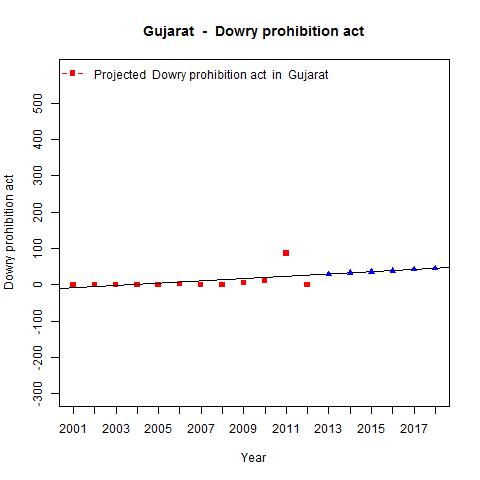 Gujarat - Dowry prohibition act
Projected Dowry prohibition act in Gujarat
Dowry prohibition act
500
400
300
200
100
0
-100
-200
-300
2001 2003 2005 2007 2009 2011 2013 2015 2017
Year